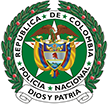 REPÚBLICA DE COLOMBIA
POLICÍA NACIONAL
DIOS Y PATRIA